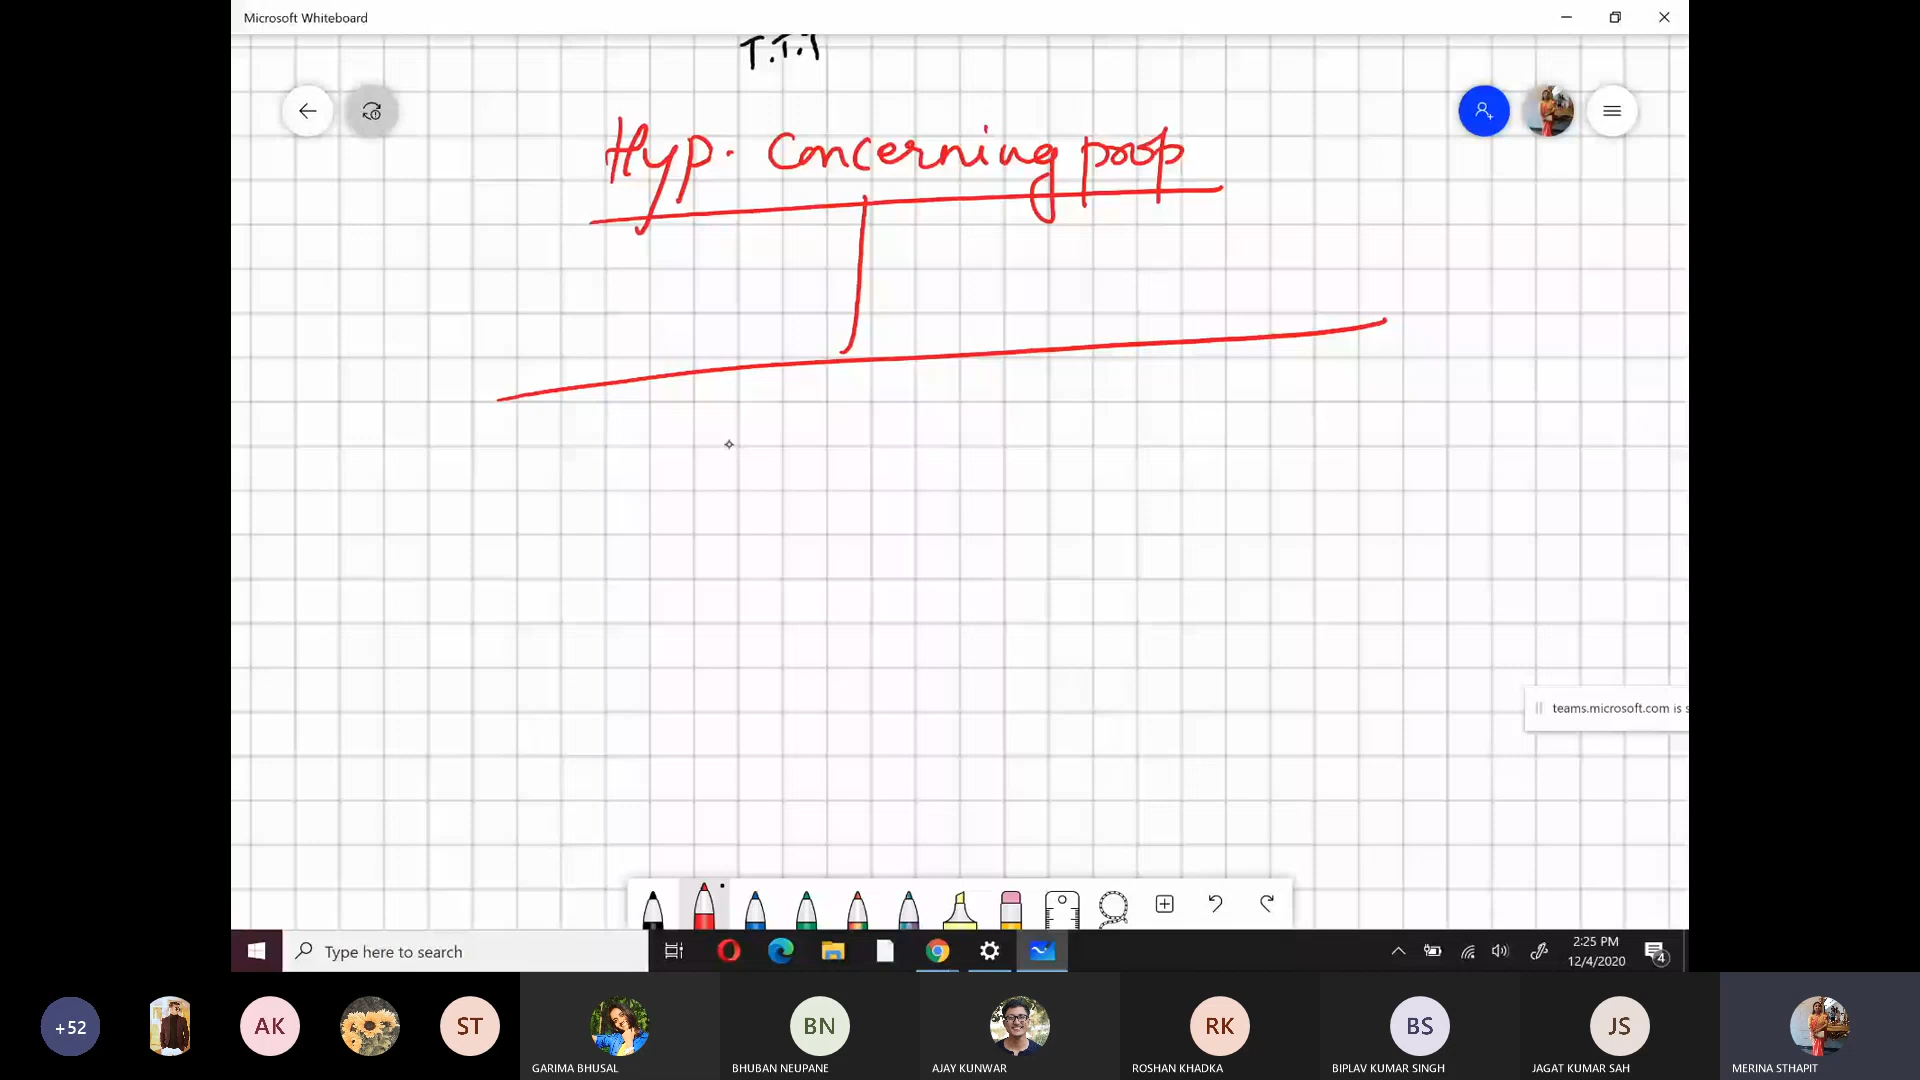 Microsoft Whiteboard
T.T.T
Hyp. Concerning prop
teams.microsoft.com is s
Type here to search
2:25 PM
12/4/2020
4
+52
AK
ST
BN
RK
BS
JS
GARIMA BHUSAL
BHUBAN NEUPANE
AJAY KUNWAR
ROSHAN KHADKA
BIPLAV KUMAR SINGH
JAGAT KUMAR SAH
MERINA STHAPIT